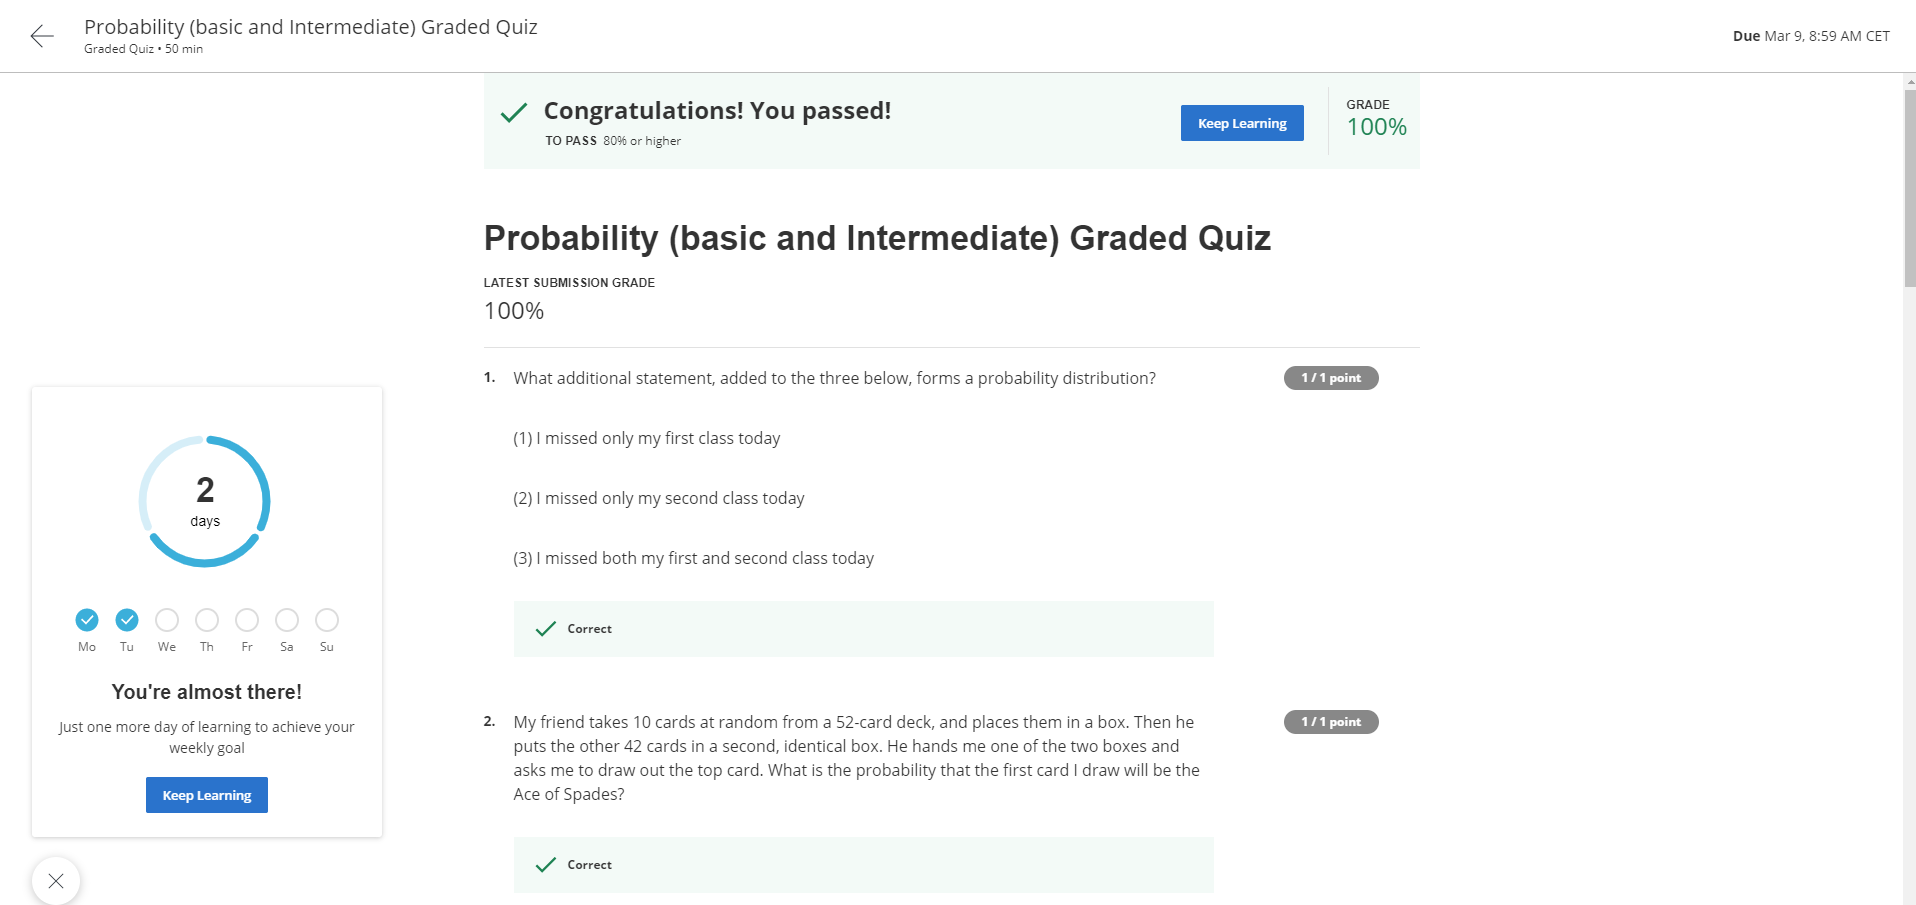 Probability (basic and Intermediate) Graded Quiz
Graded Quiz • 50 min
Due Mar 9, 8:59 AM CET
Congratulations! You passed!
TO PASS 80% or higher
Keep Learning
GRADE
100%
Probability (basic and Intermediate) Graded Quiz
LATEST SUBMISSION GRADE
100%
1. What additional statement, added to the three below, forms a probability distribution?
1 / 1 point
(1) I missed only my first class today
(2) I missed only my second class today
(3) I missed both my first and second class today
Correct
2. My friend takes 10 cards at random from a 52-card deck, and places them in a box. Then he
puts the other 42 cards in a second, identical box. He hands me one of the two boxes and
asks me to draw out the top card. What is the probability that the first card I draw will be the
Ace of Spades?
1 / 1 point
Correct
2
days
Mo Tu We Th Fr Sa Su
You're almost there!
Just one more day of learning to achieve your
weekly goal
Keep Learning